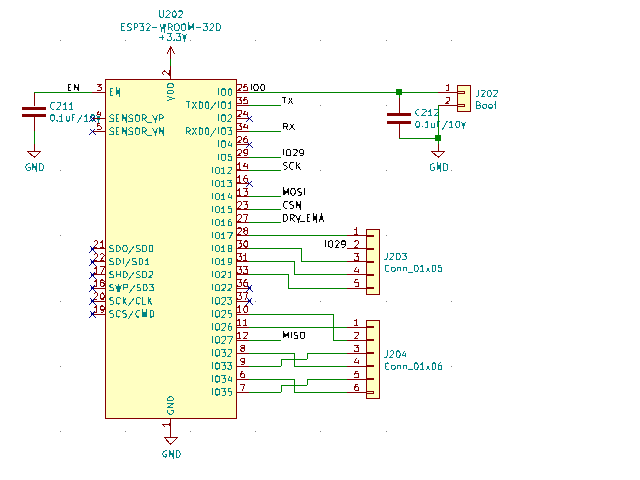 U202
ESP32-WROOM-32D
+3.3V
2
VDD
EN 3 EN
C211
0.1uF/10V
GND
4 SENSOR_VP
5 SENSOR_VN
21 SDO/SD0
22 SDI/SD1
17 SHD/SD2
18 SWP/SD3
20 SCK/CLK
19 SCS/CMD
IO0 25 IO0
TXD0/IO1 35 TX
IO2 24
RXD0/IO3 34 RX
IO4 26
IO5 29 IO29
IO12 14 SCK
IO13 16
IO14 13 MOSI
IO15 23 CSN
IO16 27 DRY_ENA
IO17 28
IO18 30
IO19 31
IO21 33
IO22 36
IO23 37
IO25 10
IO26 11
IO27 12 MISO
IO32 8
IO33 9
IO34 6
IO35 7
GND
1
GND
1
2
J202
Boot
C212
0.1uF/10V
GND
1
IO29 2
3
4
5
J203
Conn_01x05
1
2
3
4
5
6
J204
Conn_01x06